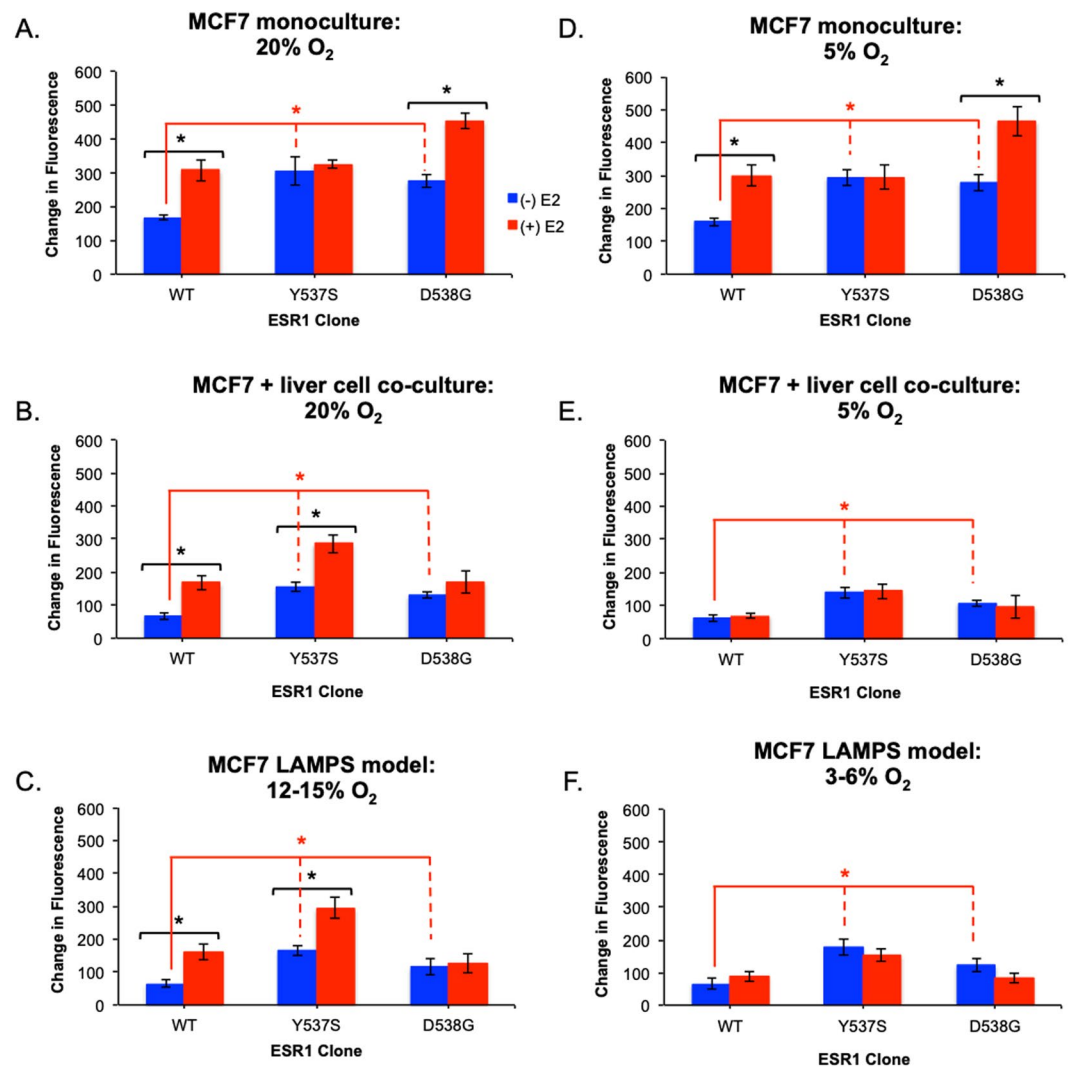 A.
MCF7 monoculture:
20% O₂
Change in Fluorescence
600
500
400
300
200
100
0
*
*
*
(-) E2
(+) E2
WT Y537S D538G
ESR1 Clone
D.
MCF7 monoculture:
5% O₂
Change in Fluorescence
600
500
400
300
200
100
0
*
*
*
WT Y537S D538G
ESR1 Clone
B.
MCF7 + liver cell co-culture:
20% O₂
Change in Fluorescence
600
500
400
300
200
100
0
*
*
*
WT Y537S D538G
ESR1 Clone
E.
MCF7 + liver cell co-culture:
5% O₂
Change in Fluorescence
600
500
400
300
200
100
0
*
WT Y537S D538G
ESR1 Clone
C.
MCF7 LAMPS model:
12-15% O₂
Change in Fluorescence
600
500
400
300
200
100
0
*
*
*
WT Y537S D538G
ESR1 Clone
F.
MCF7 LAMPS model:
3-6% O₂
Change in Fluorescence
600
500
400
300
200
100
0
*
WT Y537S D538G
ESR1 Clone